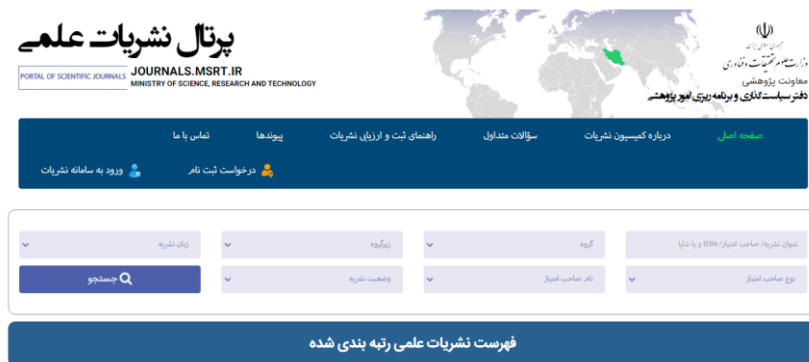 پرتال نشریات علمی
PORTAL OF SCIENTIFIC JOURNALS
JOURNALS.MSRT.IR
MINISTRY OF SCIENCE, RESEARCH AND TECHNOLOGY
وزارت علوم تحقیقات و فناوری
معاونت پژوهشی
دفتر سیاست گذاری و برنامه ریزی امور پژوهشی
صفحه اصلی درباره کمیسیون نشریات سؤالات متداول راهنمای ثبت و ارزیابی نشریات پیوندها تماس با ما
درخواست ثبت نام ورود به سامانه نشریات
عنوان نشریه/ صاحب امتیاز/ ISSN و یا شاپا گروه زیرگروه زبان نشریه
نوع صاحب امتیاز نام صاحب امتیاز وضعیت نشریه جستجو
فهرست نشریات علمی رتبه بندی شده